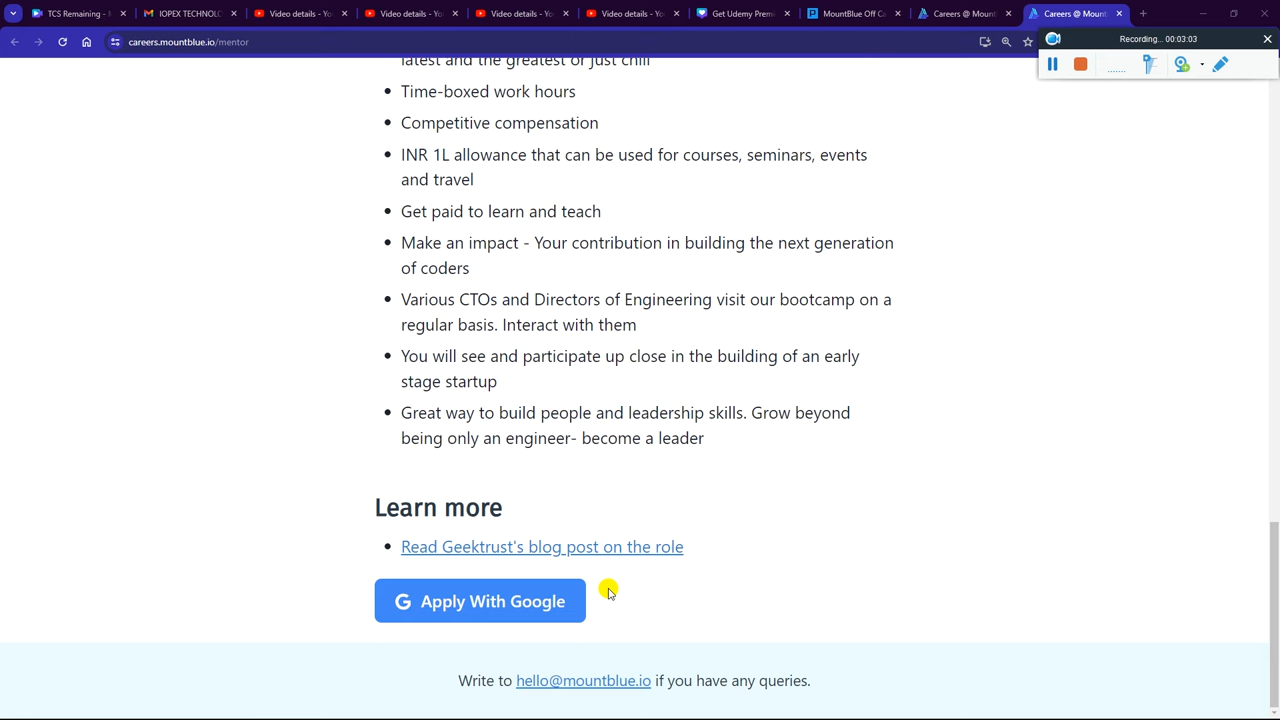 TCS Remaining -
IOPEX TECHNOLO
Video details - Yo
Video details - Yo
Video details - Yo
Video details - Yo
Get Udemy Premi
MountBlue Off Ca
Careers @ Mount
Careers @ Mount
careers.mountblue.io/mentor
Recording... 00:03:03
latest and the greatest or just chill
Time-boxed work hours
Competitive compensation
INR 1L allowance that can be used for courses, seminars, events
and travel
Get paid to learn and teach
Make an impact - Your contribution in building the next generation
of coders
Various CTOs and Directors of Engineering visit our bootcamp on a
regular basis. Interact with them
You will see and participate up close in the building of an early
stage startup
Great way to build people and leadership skills. Grow beyond
being only an engineer- become a leader
Learn more
Read Geektrust's blog post on the role
Apply With Google
Write to hello@mountblue.io if you have any queries.